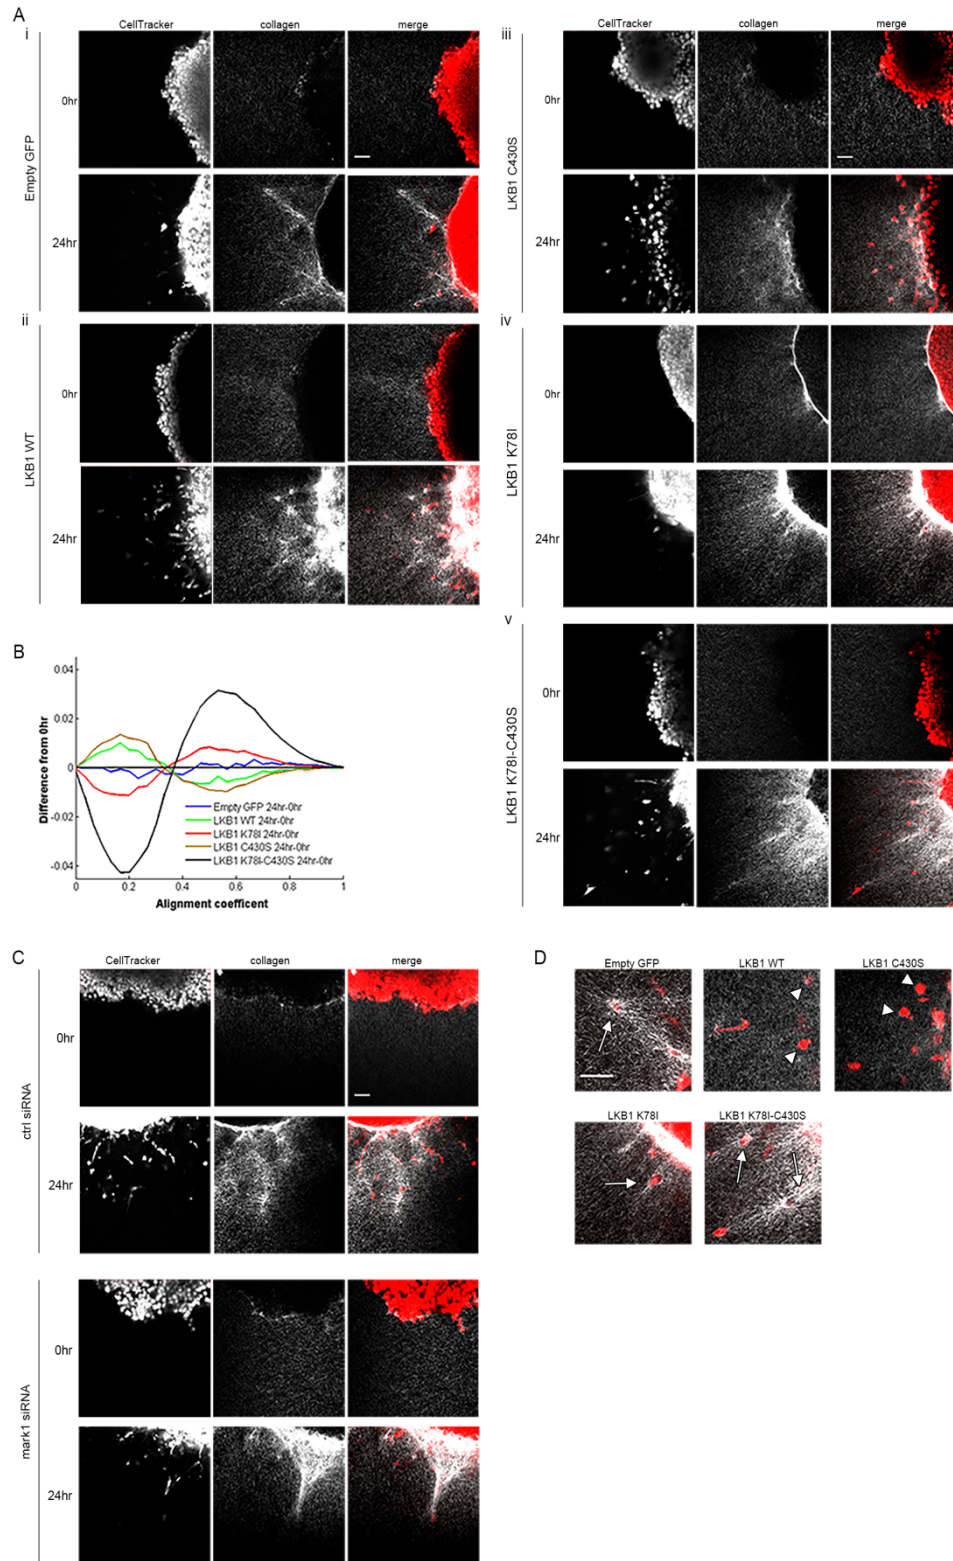 A
i
CellTracker collagen merge
0hr
24hr
Empty GFP
ii
0hr
24hr
LKB1 WT
iii
CellTracker collagen merge
0hr
24hr
LKB1 C430S
iv
0hr
24hr
LKB1 K78I
v
0hr
24hr
LKB1 K78I-C430S
B
0.04
0.02
0
-0.02
-0.04
Difference from 0hr
Empty GFP 24hr-0hr
LKB1 WT 24hr-0hr
LKB1 K78I 24hr-0hr
LKB1 C430S 24hr-0hr
LKB1 K78I-C430S 24hr-0hr
0 0.2 0.4 0.6 0.8 1
Alignment coefficent
C
CellTracker collagen merge
0hr
24hr
ctrl siRNA
0hr
24hr
mark1 siRNA
D
Empty GFP LKB1 WT LKB1 C430S
LKB1 K78I LKB1 K78I-C430S